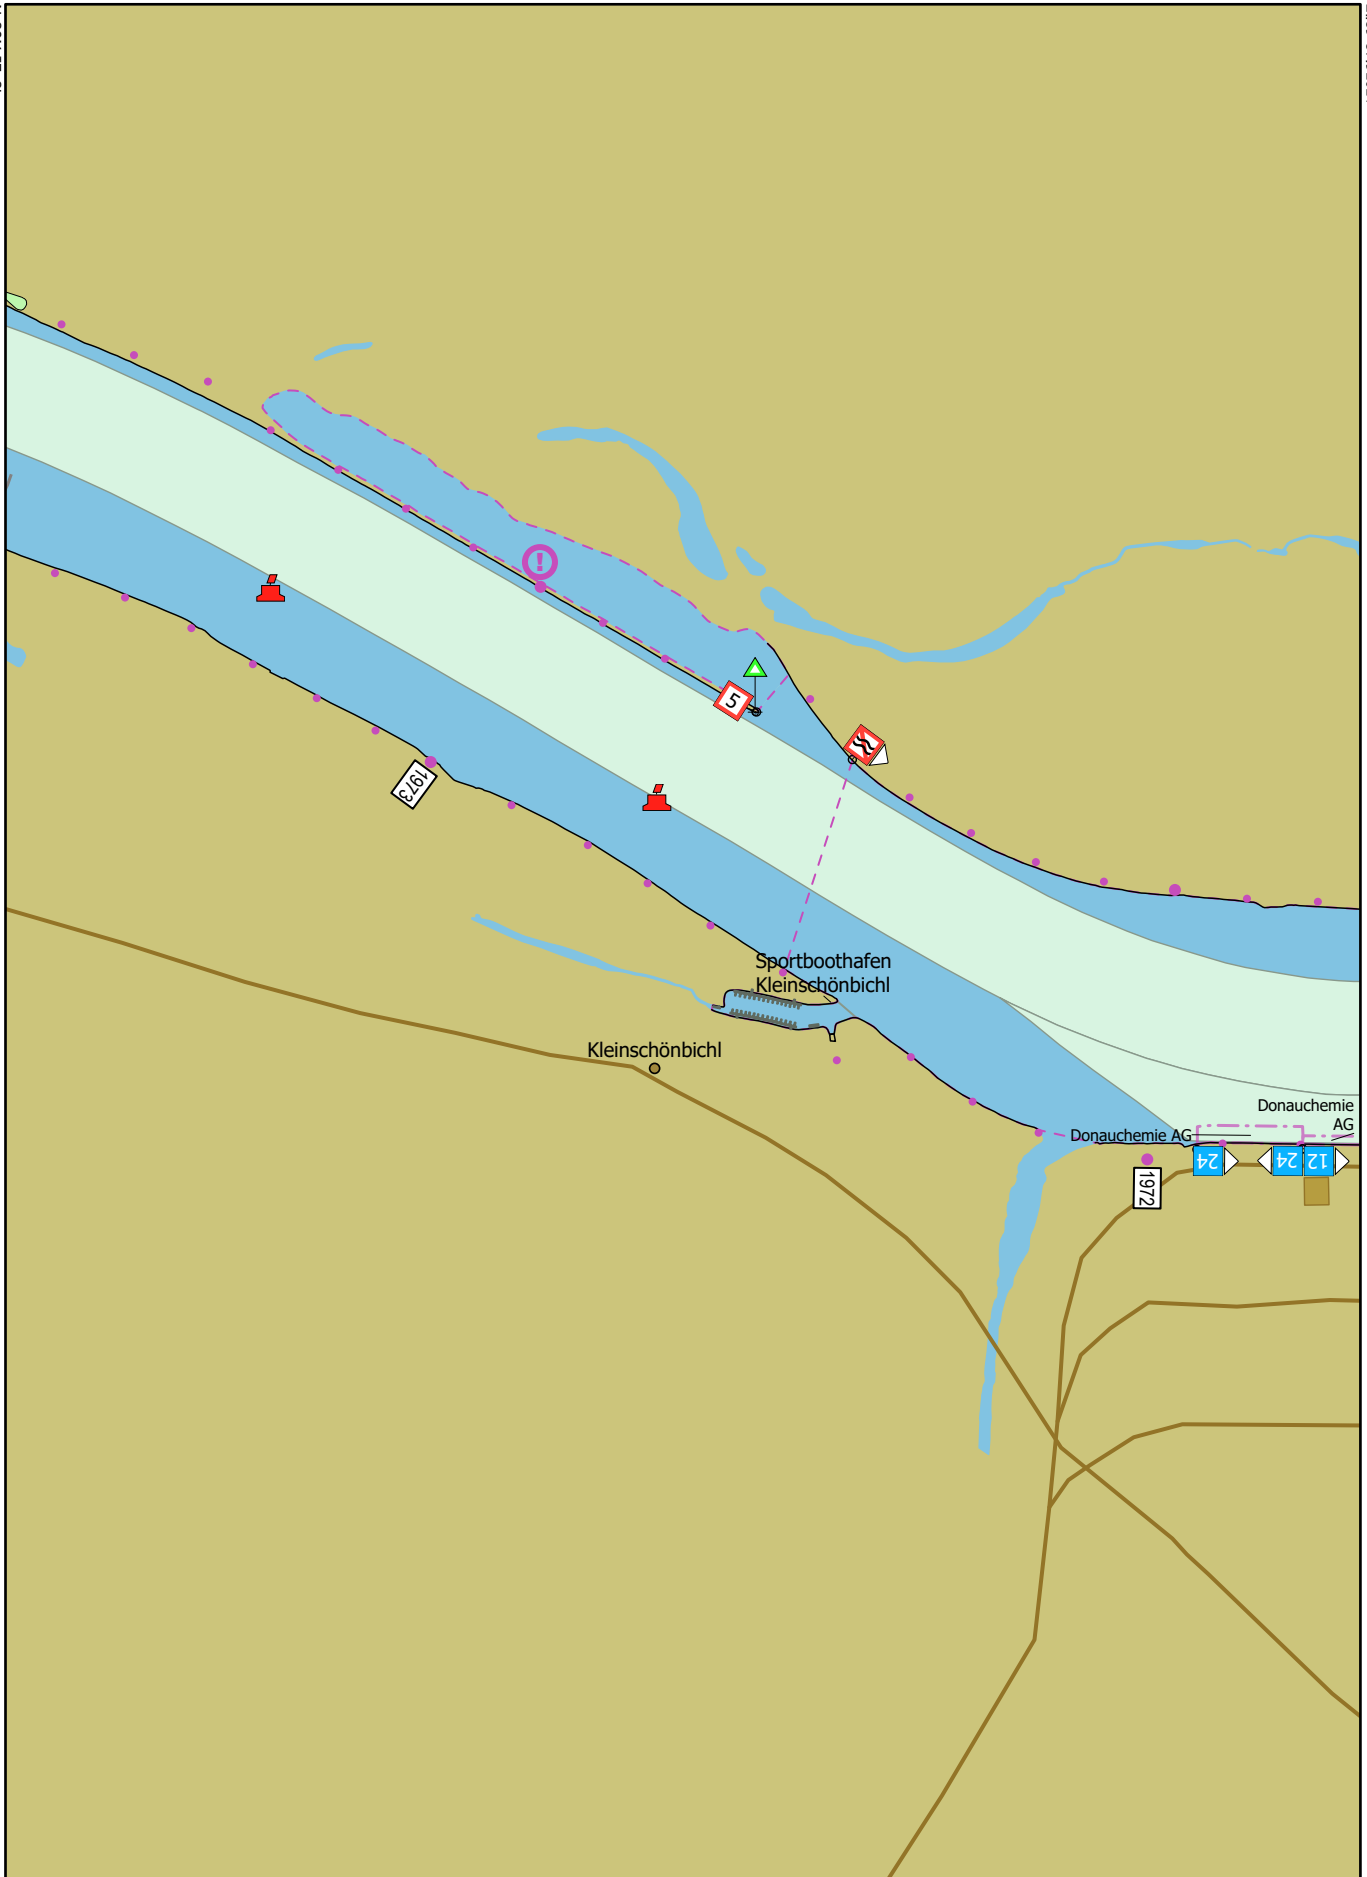 !
5
1973
Sportboothafen
Kleinschönbichl
Kleinschönbichl
Donauchemie
AG
Donauchemie AG
24
24
12
1972